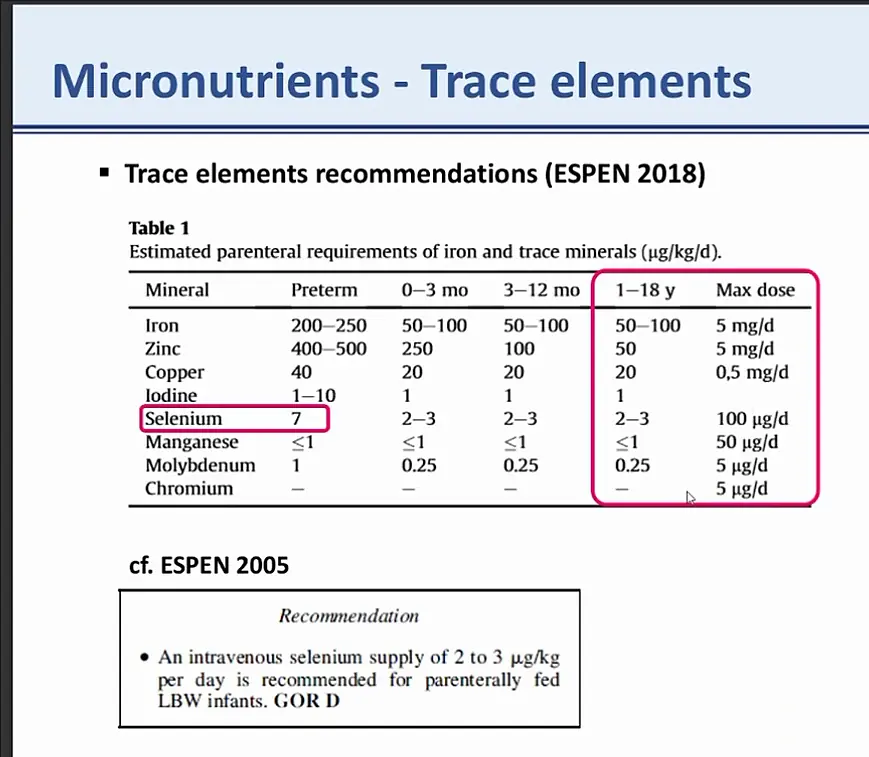 Micronutrients - Trace elements
▪ Trace elements recommendations (ESPEN 2018)
Table 1
Estimated parenteral requirements of iron and trace minerals (μg/kg/d).
Mineral Preterm 0–3 mo 3–12 mo 1–18 y Max dose
Iron 200–250 50–100 50–100 50–100 5 mg/d
Zinc 400–500 250 100 50 5 mg/d
Copper 40 20 20 20 0,5 mg/d
Iodine 1–10 1 1 1
Selenium 7 2–3 2–3 2–3 100 μg/d
Manganese ≤1 ≤1 ≤1 ≤1 50 μg/d
Molybdenum 1 0.25 0.25 0.25 5 μg/d
Chromium – – – – 5 μg/d
cf. ESPEN 2005
Recommendation
• An intravenous selenium supply of 2 to 3 μg/kg
per day is recommended for parenterally fed
LBW infants. GOR D